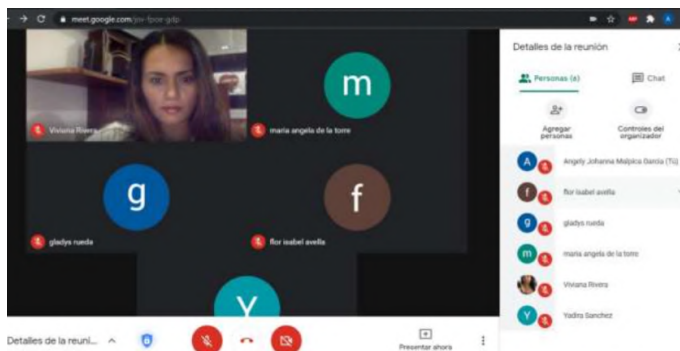 meet.google.com/
Detalles de la reunión
Personas (6)
Chat
Agregar
personas
Controles del
organizador
Viviana Rivera
m
maria angela de la torre
g
gladys rueda
f
flor isabel avella
Y
A
Angely Johanna Malpica Garcia (Tú)
f
flor isabel avella
g
gladys rueda
m
maria angela de la torre
Viviana Rivera
Y
Yadira Sanchez
Detalles de la reuni...
Presentar ahora